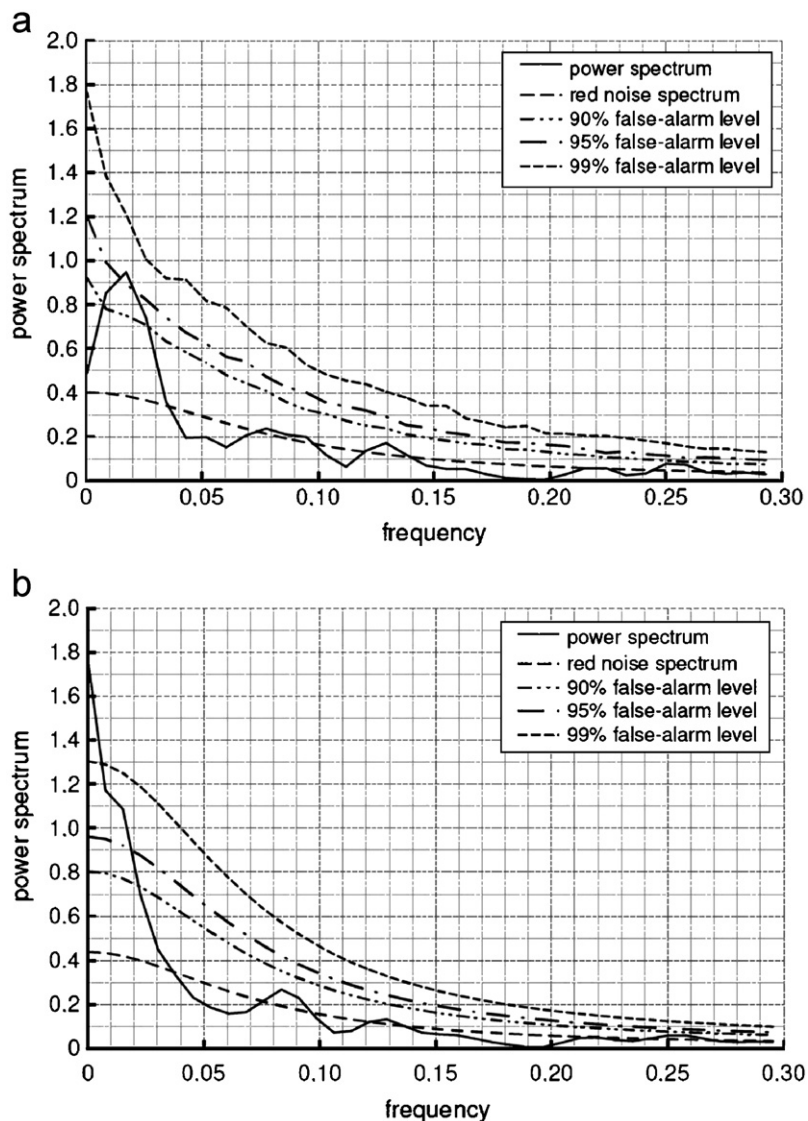 a
2.0
1.8
1.6
1.4
1.2
1.0
0.8
0.6
0.4
0.2
0
power spectrum
power spectrum
red noise spectrum
90% false-alarm level
95% false-alarm level
99% false-alarm level
0 0.05 0.10 0.15 0.20 0.25 0.30
frequency
b
2.0
1.8
1.6
1.4
1.2
1.0
0.8
0.6
0.4
0.2
0
power spectrum
power spectrum
red noise spectrum
90% false-alarm level
95% false-alarm level
99% false-alarm level
0 0.05 0.10 0.15 0.20 0.25 0.30
frequency